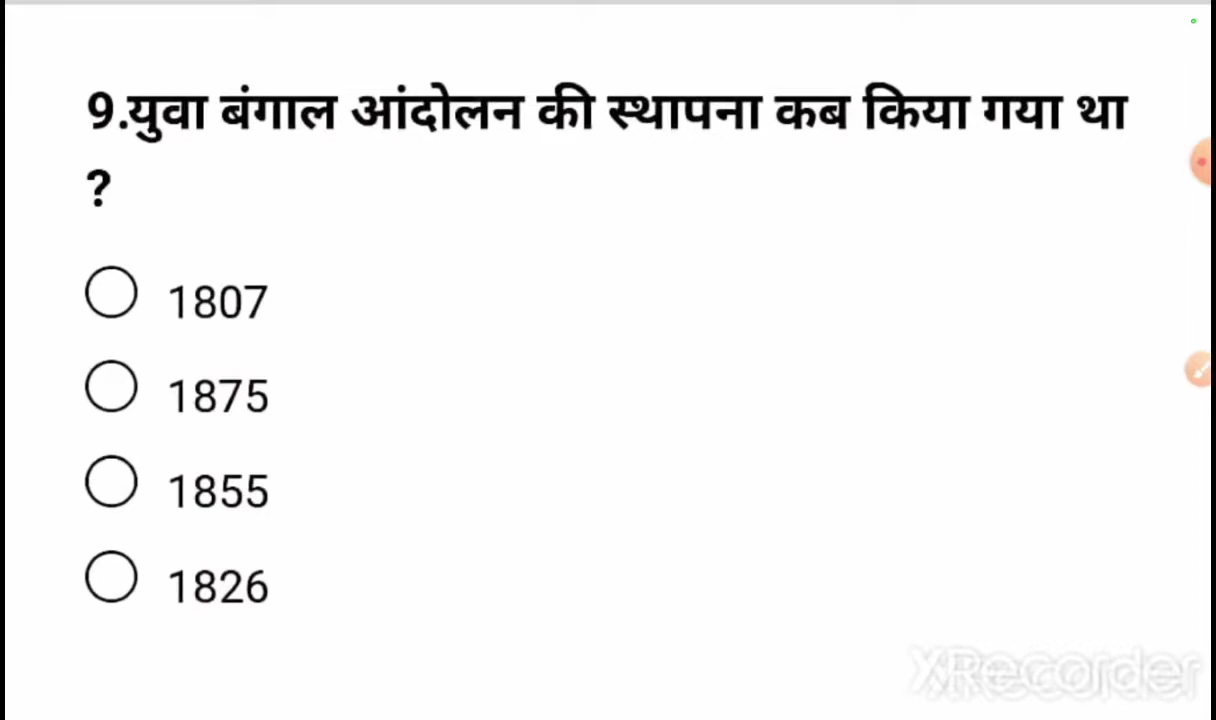 9.युवा बंगाल आंदोलन की स्थापना कब किया गया था
?
1807
1875
1855
1826
XRecorder